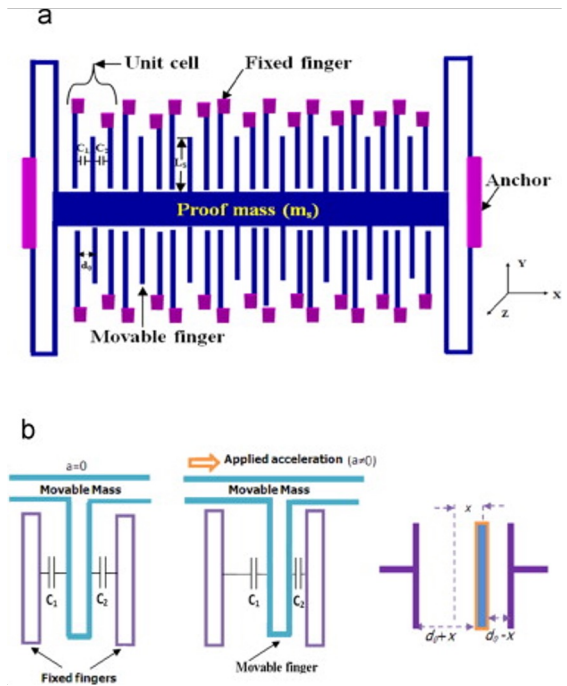 a
Unit cell
Fixed finger
C₁ C₂
Lₛ
Anchor
Proof mass (mₛ)
d₀
Y
X
Z
Movable finger
b
a=0
Applied acceleration (a≠0)
Movable Mass
Movable Mass
x
C₁
C₂
C₁
C₂
d₀+x
d₀-x
Fixed fingers
Movable finger